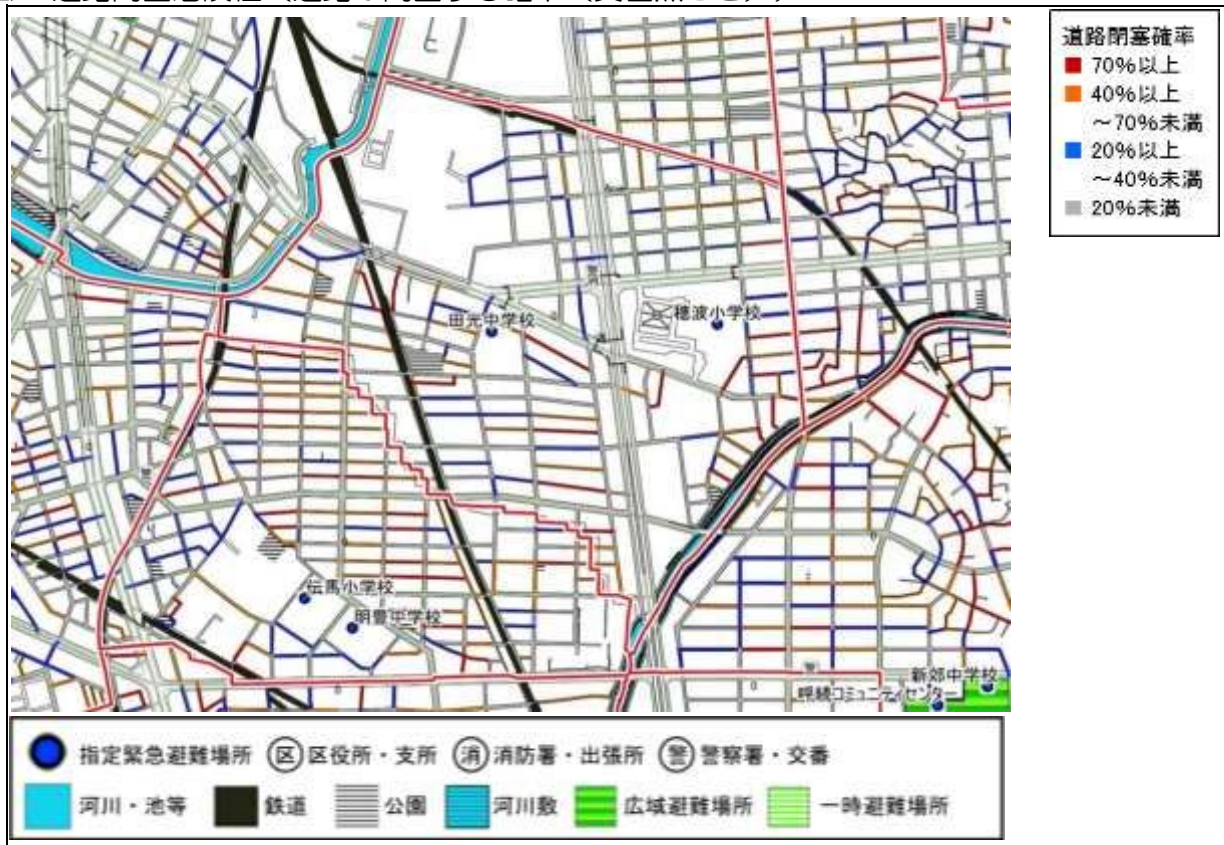 道路閉塞確率
70%以上
40%以上
～70%未満
20%以上
～40%未満
20%未満
穂波小学校
田光中学校
伝馬小学校
明豊中学校
新郊中学校
呼続コミュニティセンター
指定緊急避難場所 区 区役所・支所 消 消防署・出張所 警 警察署・交番
河川・池等 鉄道 公園 河川敷 広域避難場所 一時避難場所